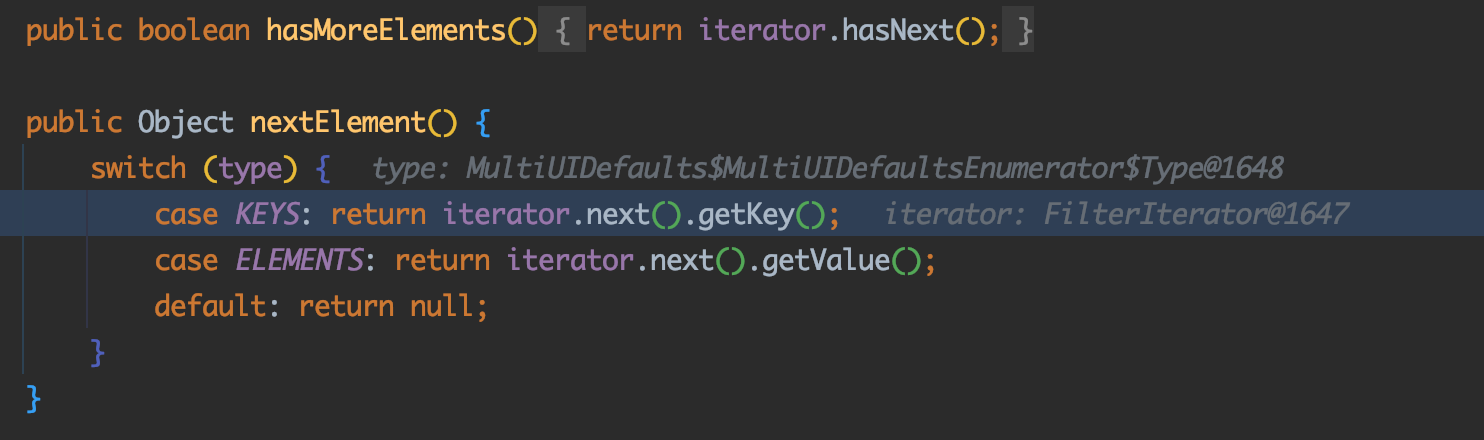 public boolean hasMoreElements() { return iterator.hasNext(); }
public Object nextElement() {
switch (type) { type: MultiUIDefaults$MultiUIDefaultsEnumerator$Type@1648
case KEYS: return iterator.next().getKey(); iterator: FilterIterator@1647
case ELEMENTS: return iterator.next().getValue();
default: return null;
}
}